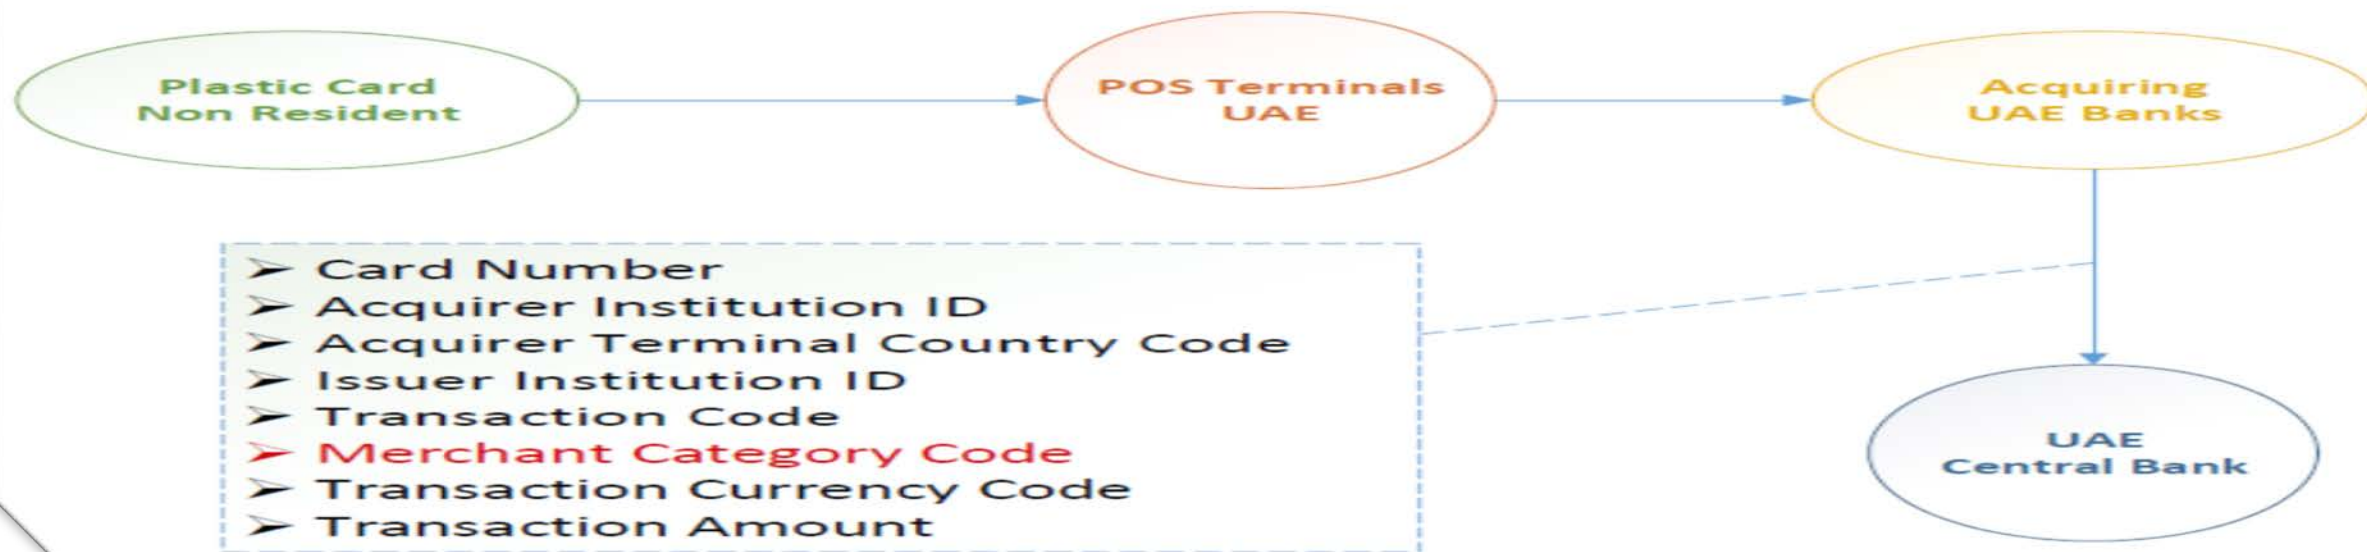 Plastic Card
Non Resident
POS Terminals
UAE
Acquiring
UAE Banks
➢ Card Number
➢ Acquirer Institution ID
➢ Acquirer Terminal Country Code
➢ Issuer Institution ID
➢ Transaction Code
➢ Merchant Category Code
➢ Transaction Currency Code
➢ Transaction Amount
UAE
Central Bank